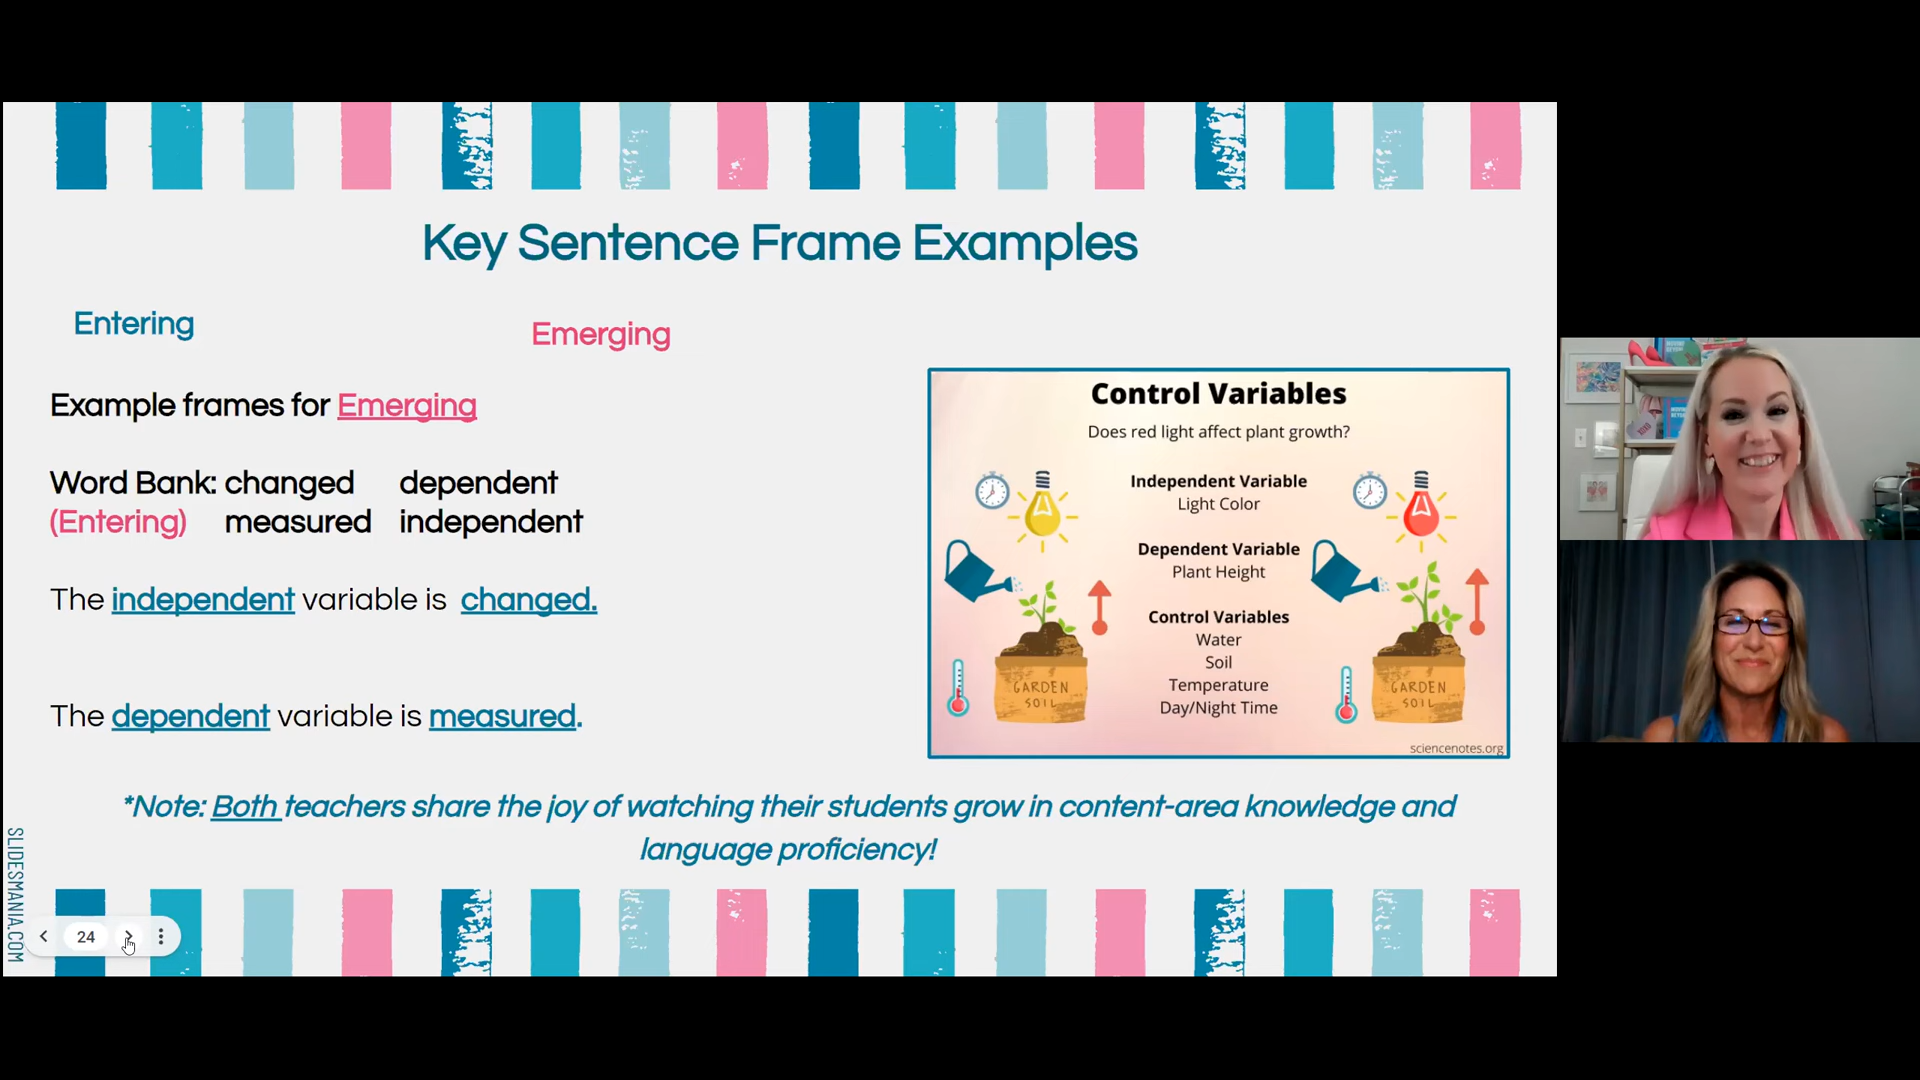 Key Sentence Frame Examples
Entering
Emerging
Example frames for Emerging
Word Bank: changed dependent
(Entering) measured independent
The independent variable is changed.
The dependent variable is measured.
Control Variables
Does red light affect plant growth?
Independent Variable
Light Color
Dependent Variable
Plant Height
Control Variables
Water
Soil
Temperature
Day/Night Time
GARDEN
SOIL
GARDEN
SOIL
sciencenotes.org
*Note: Both teachers share the joy of watching their students grow in content-area knowledge and
language proficiency!
SLIDESMANIA.COM
24